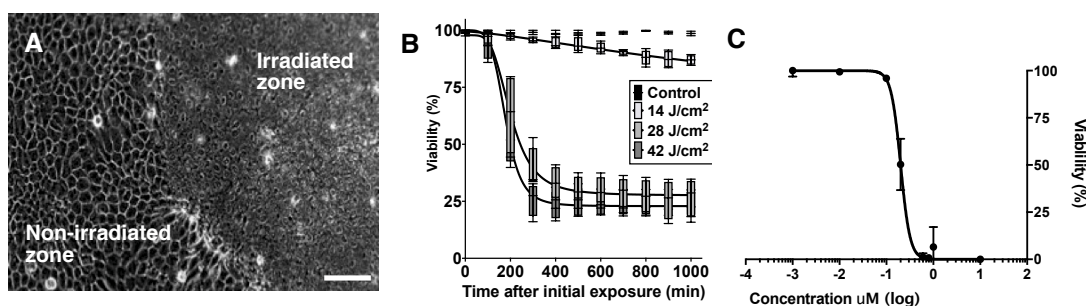 A
Irradiated
zone
Non-irradiated
zone
B
100
75
50
25
0
Viability
(%)
0 200 400 600 800 1000
Time after initial exposure (min)
Control
14 J/cm2
28 J/cm2
42 J/cm2
C
100
75
50
25
0
Viabilility
(%)
-4 -3 -2 -1 0 1 2
Concentration uM (log)